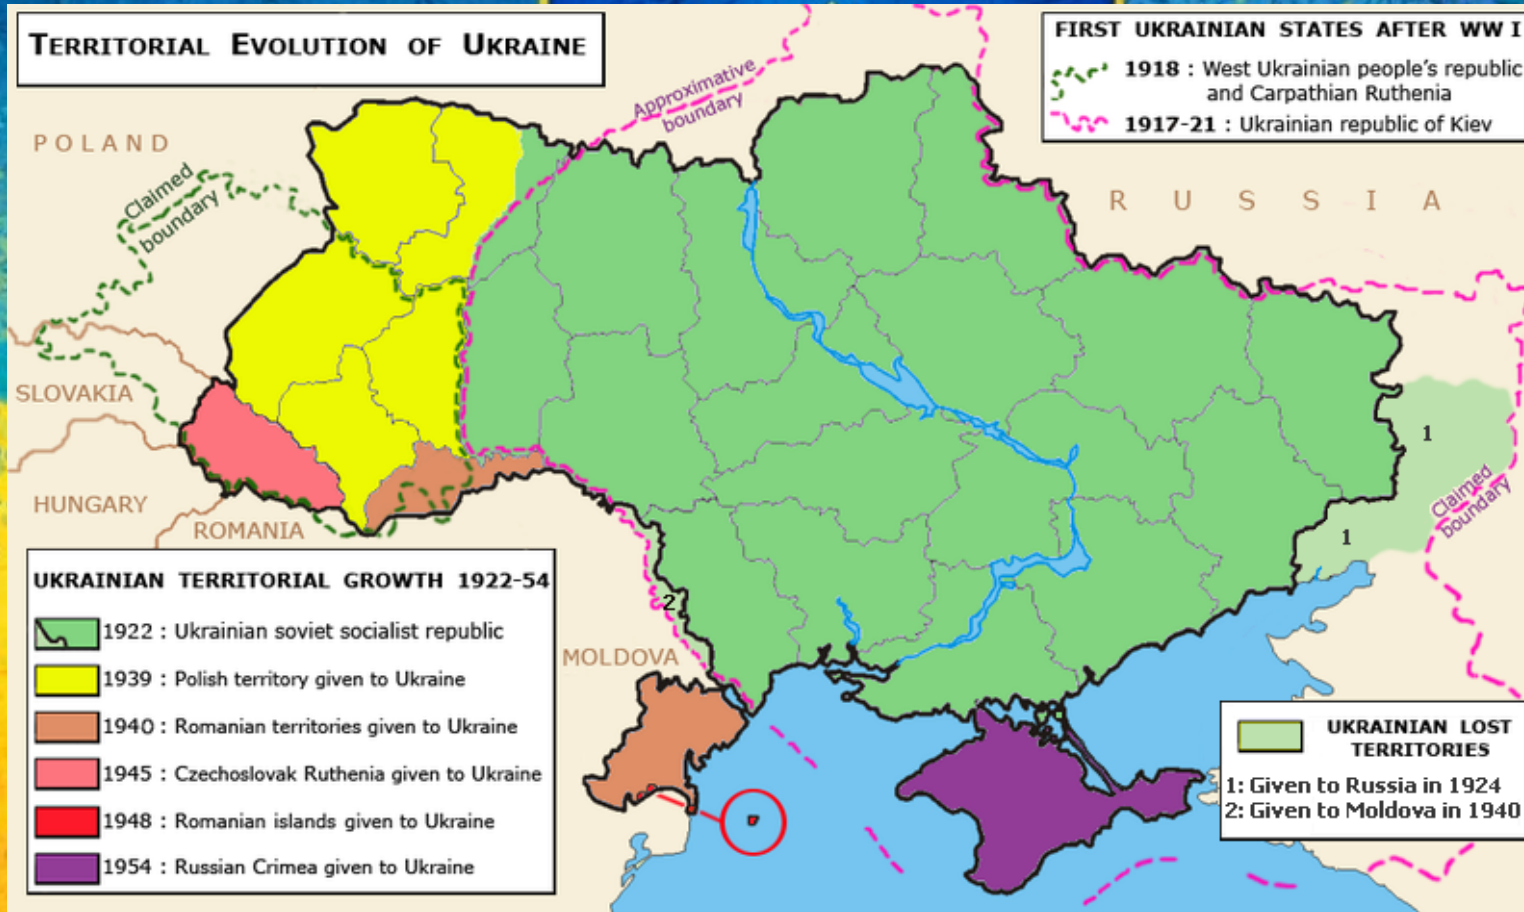 TERRITORIAL EVOLUTION OF UKRAINE
FIRST UKRAINIAN STATES AFTER WW I
1918 : West Ukrainian people's republic
and Carpathian Ruthenia
1917-21 : Ukrainian republic of Kiev
Approximative
boundary
POLAND
Claimed
boundary
RUSSIA
SLOVAKIA
HUNGARY
ROMANIA
1
Claimed
boundary
1
2
MOLDOVA
UKRAINIAN TERRITORIAL GROWTH 1922-54
1922 : Ukrainian soviet socialist republic
1939 : Polish territory given to Ukraine
1940 : Romanian territories given to Ukraine
1945 : Czechoslovak Ruthenia given to Ukraine
1948 : Romanian islands given to Ukraine
1954 : Russian Crimea given to Ukraine
UKRAINIAN LOST
TERRITORIES
1: Given to Russia in 1924
2: Given to Moldova in 1940